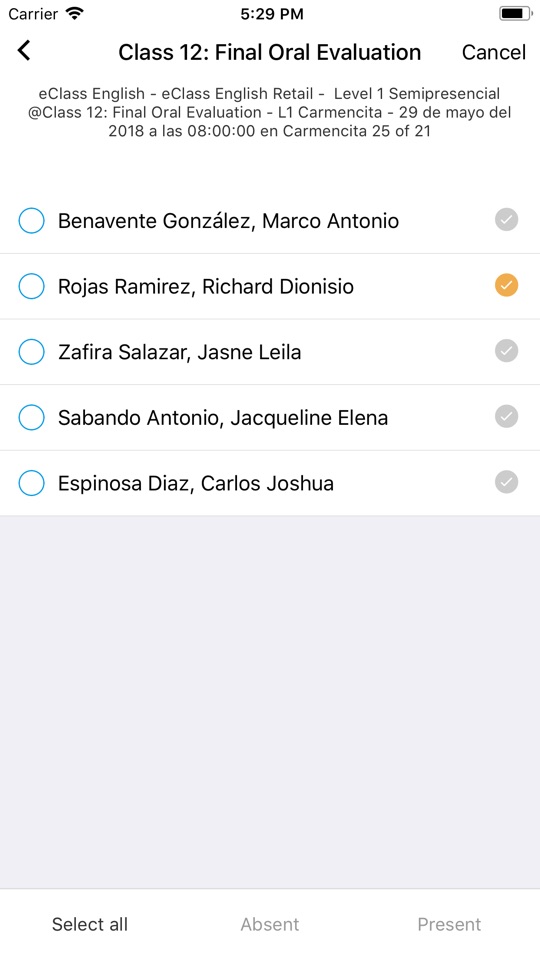 Carrier 5:29 PM
Class 12: Final Oral Evaluation Cancel
eClass English - eClass English Retail - Level 1 Semipresencial
@Class 12: Final Oral Evaluation - L1 Carmencita - 29 de mayo del
2018 a las 08:00:00 en Carmencita 25 of 21
Benavente González, Marco Antonio
Rojas Ramirez, Richard Dionisio
Zafira Salazar, Jasne Leila
Sabando Antonio, Jacqueline Elena
Espinosa Diaz, Carlos Joshua
Select all Absent Present